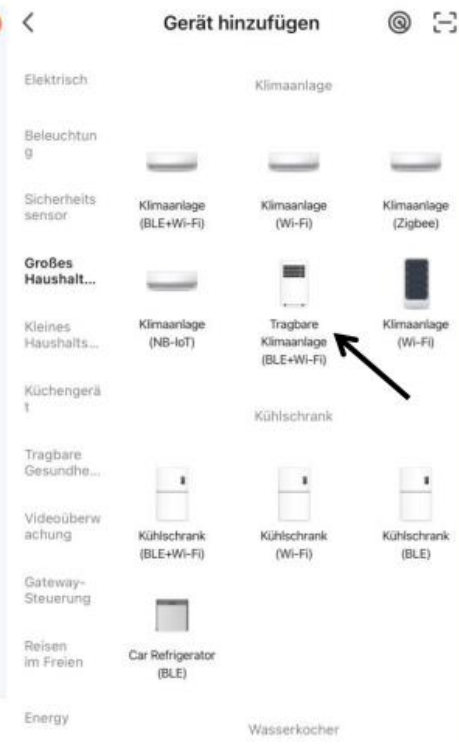 Gerät hinzufügen
Elektrisch
Beleuchtun
g
Sicherheits
sensor
Großes
Haushalt...
Kleines
Haushalts...
Küchengerä
t
Tragbare
Gesundhe...
Videoüberw
achung
Gateway-
Steuerung
Reisen
im Freien
Energy
Klimaanlage
Klimaanlage
(BLE+Wi-Fi)
Klimaanlage
(Wi-Fi)
Klimaanlage
(Zigbee)
Klimaanlage
(NB-IoT)
Tragbare
Klimaanlage
(BLE+Wi-Fi)
Klimaanlage
(Wi-Fi)
Kühlschrank
Kühlschrank
(BLE+Wi-Fi)
Kühlschrank
(Wi-Fi)
Kühlschrank
(BLE)
Car Refrigerator
(BLE)
Wasserkocher